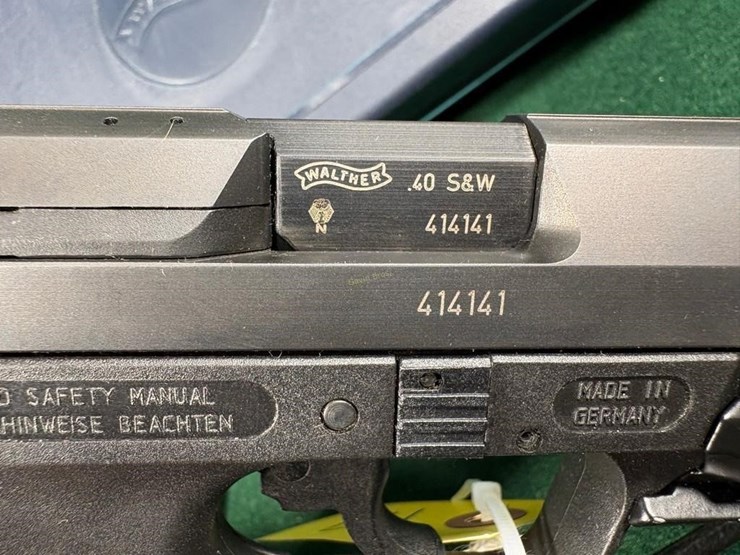 WALTHER
.40 S&W
N
414141
414141
SAFETY MANUAL
HINWEISE BEACHTEN
MADE IN
GERMANY